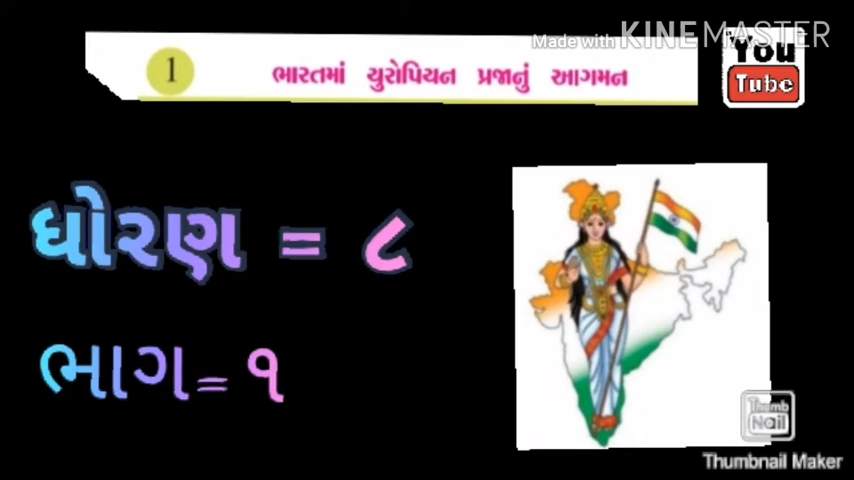 Made with KINEMASTER
1 ભારતમાં યુરોપિયન પ્રજાનું આગમન
You
Tube
ધોરણ = ૮
ભાગ = ૧
Thumb
Nail
Thumbnail Maker